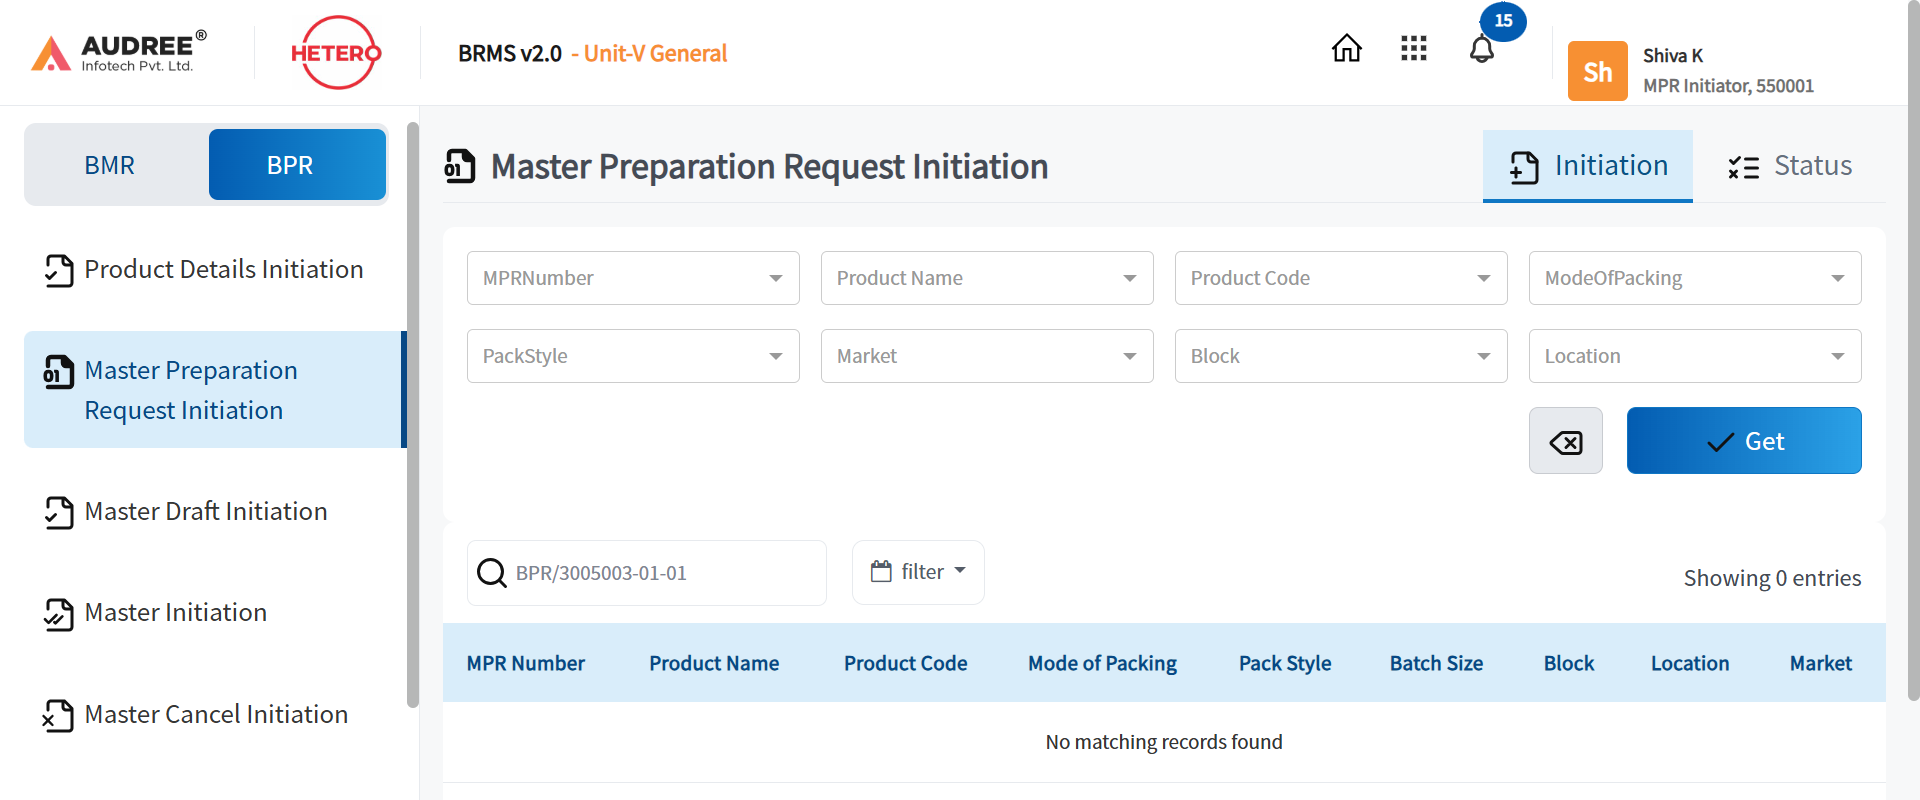 AUDREE®
Infotech Pvt. Ltd.
HETERO
BRMS v2.0 - Unit-V General
15
Sh
Shiva K
MPR Initiator, 550001
BMR
BPR
Product Details Initiation
01
Master Preparation
Request Initiation
Master Draft Initiation
Master Initiation
Master Cancel Initiation
01
Master Preparation Request Initiation
Initiation
Status
MPRNumber
Product Name
Product Code
ModeOfPacking
PackStyle
Market
Block
Location
Get
BPR/3005003-01-01
filter
Showing 0 entries
MPR Number
Product Name
Product Code
Mode of Packing
Pack Style
Batch Size
Block
Location
Market
No matching records found